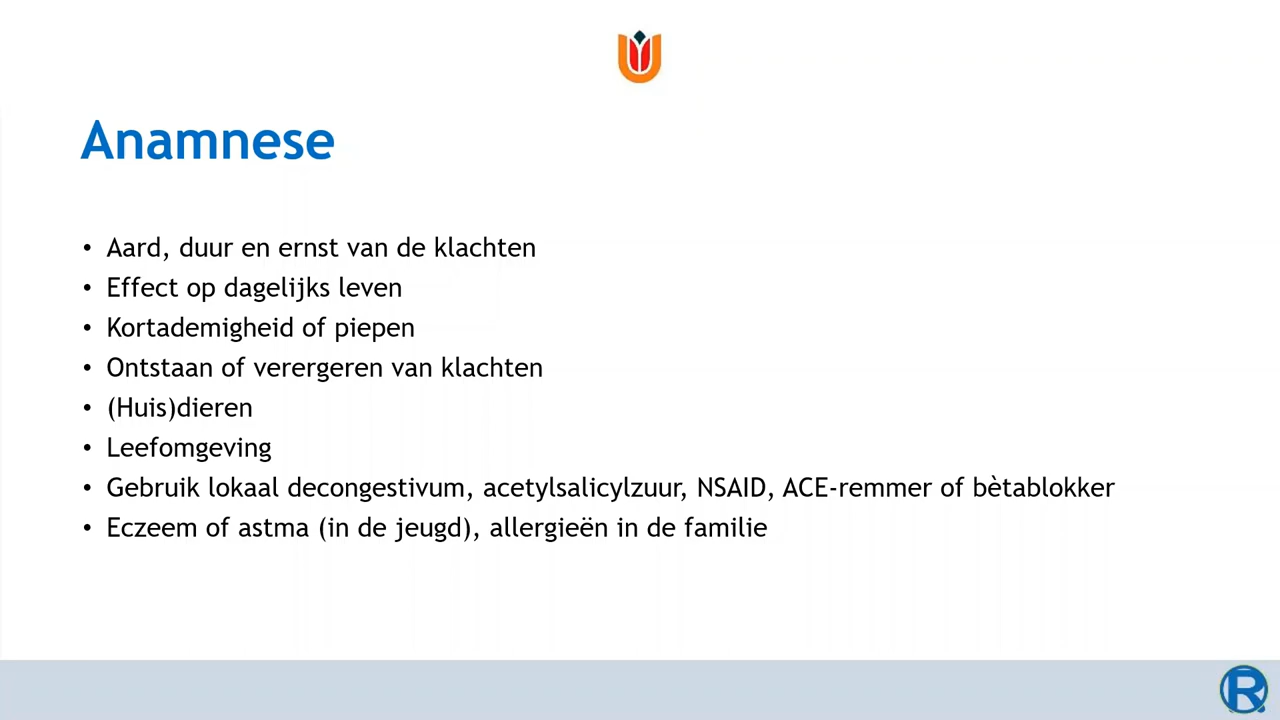 Anamnese
• Aard, duur en ernst van de klachten
• Effect op dagelijks leven
• Kortademigheid of piepen
• Ontstaan of verergeren van klachten
• (Huis)dieren
• Leefomgeving
• Gebruik lokaal decongestivum, acetylsalicylzuur, NSAID, ACE-remmer of bètablokker
• Eczeem of astma (in de jeugd), allergieën in de familie
R